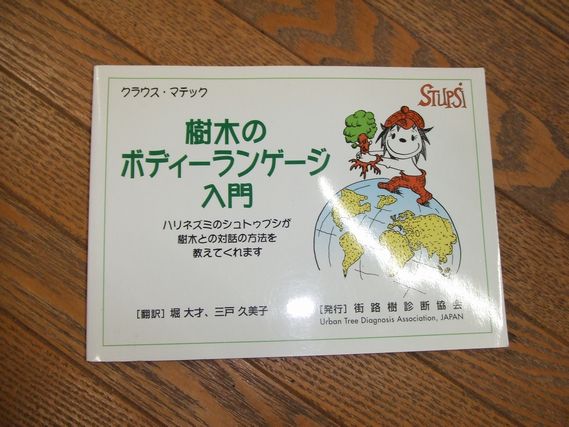 クラウス・マテック
STUPSi
樹木の
ボディーランゲージ
入門
ハリネズミのシュトゥプシが
樹木との対話の方法を
教えてくれます
[翻訳] 堀 大才、三戸 久美子
[発行] 街路樹診断協会
Urban Tree Diagnosis Association, JAPAN